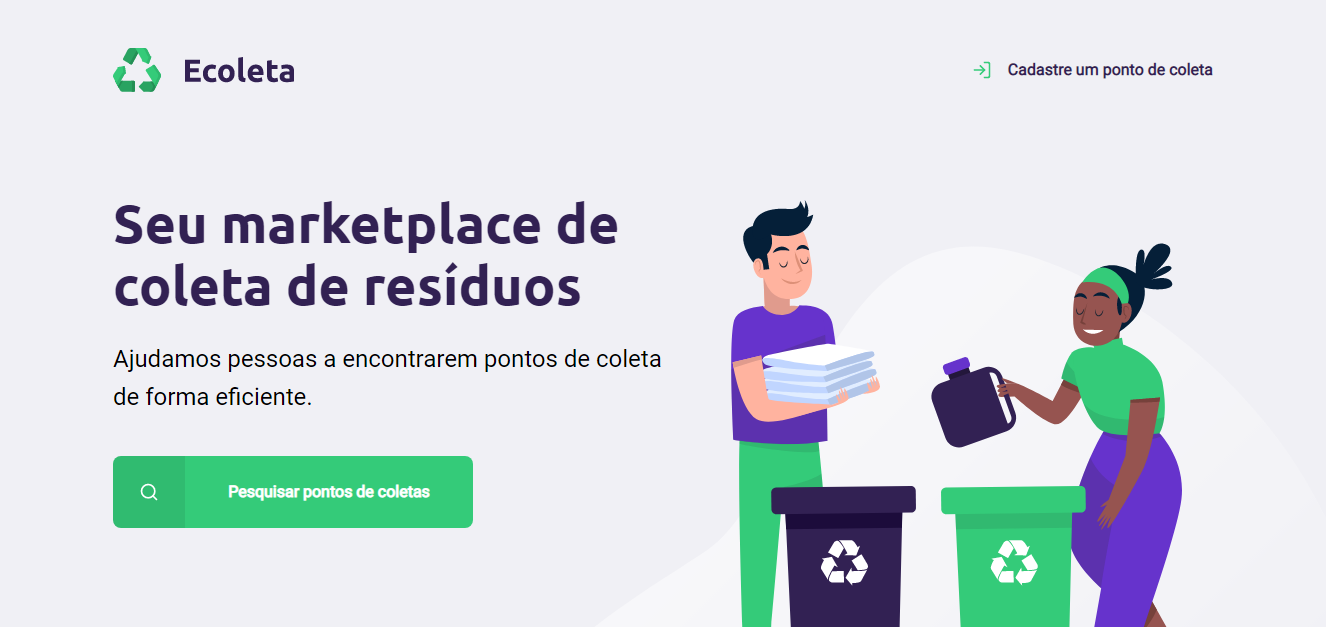 Ecoleta
Cadastre um ponto de coleta
Seu marketplace de
coleta de resíduos
Ajudamos pessoas a encontrarem pontos de coleta
de forma eficiente.
Pesquisar pontos de coletas